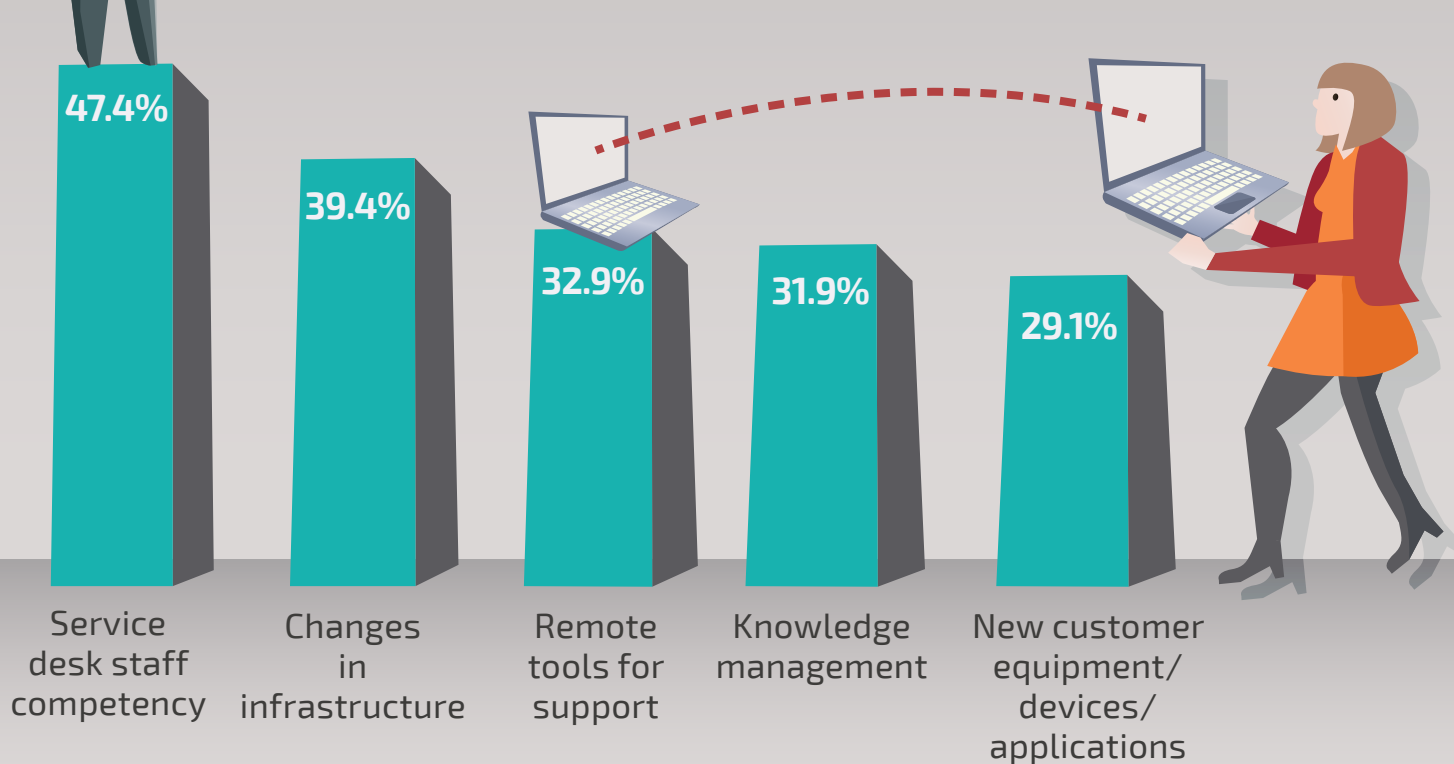 47.4%
39.4%
32.9%
31.9%
29.1%
Service
desk staff
competency
Changes
in
infrastructure
Remote
tools for
support
Knowledge
management
New customer
equipment/
devices/
applications